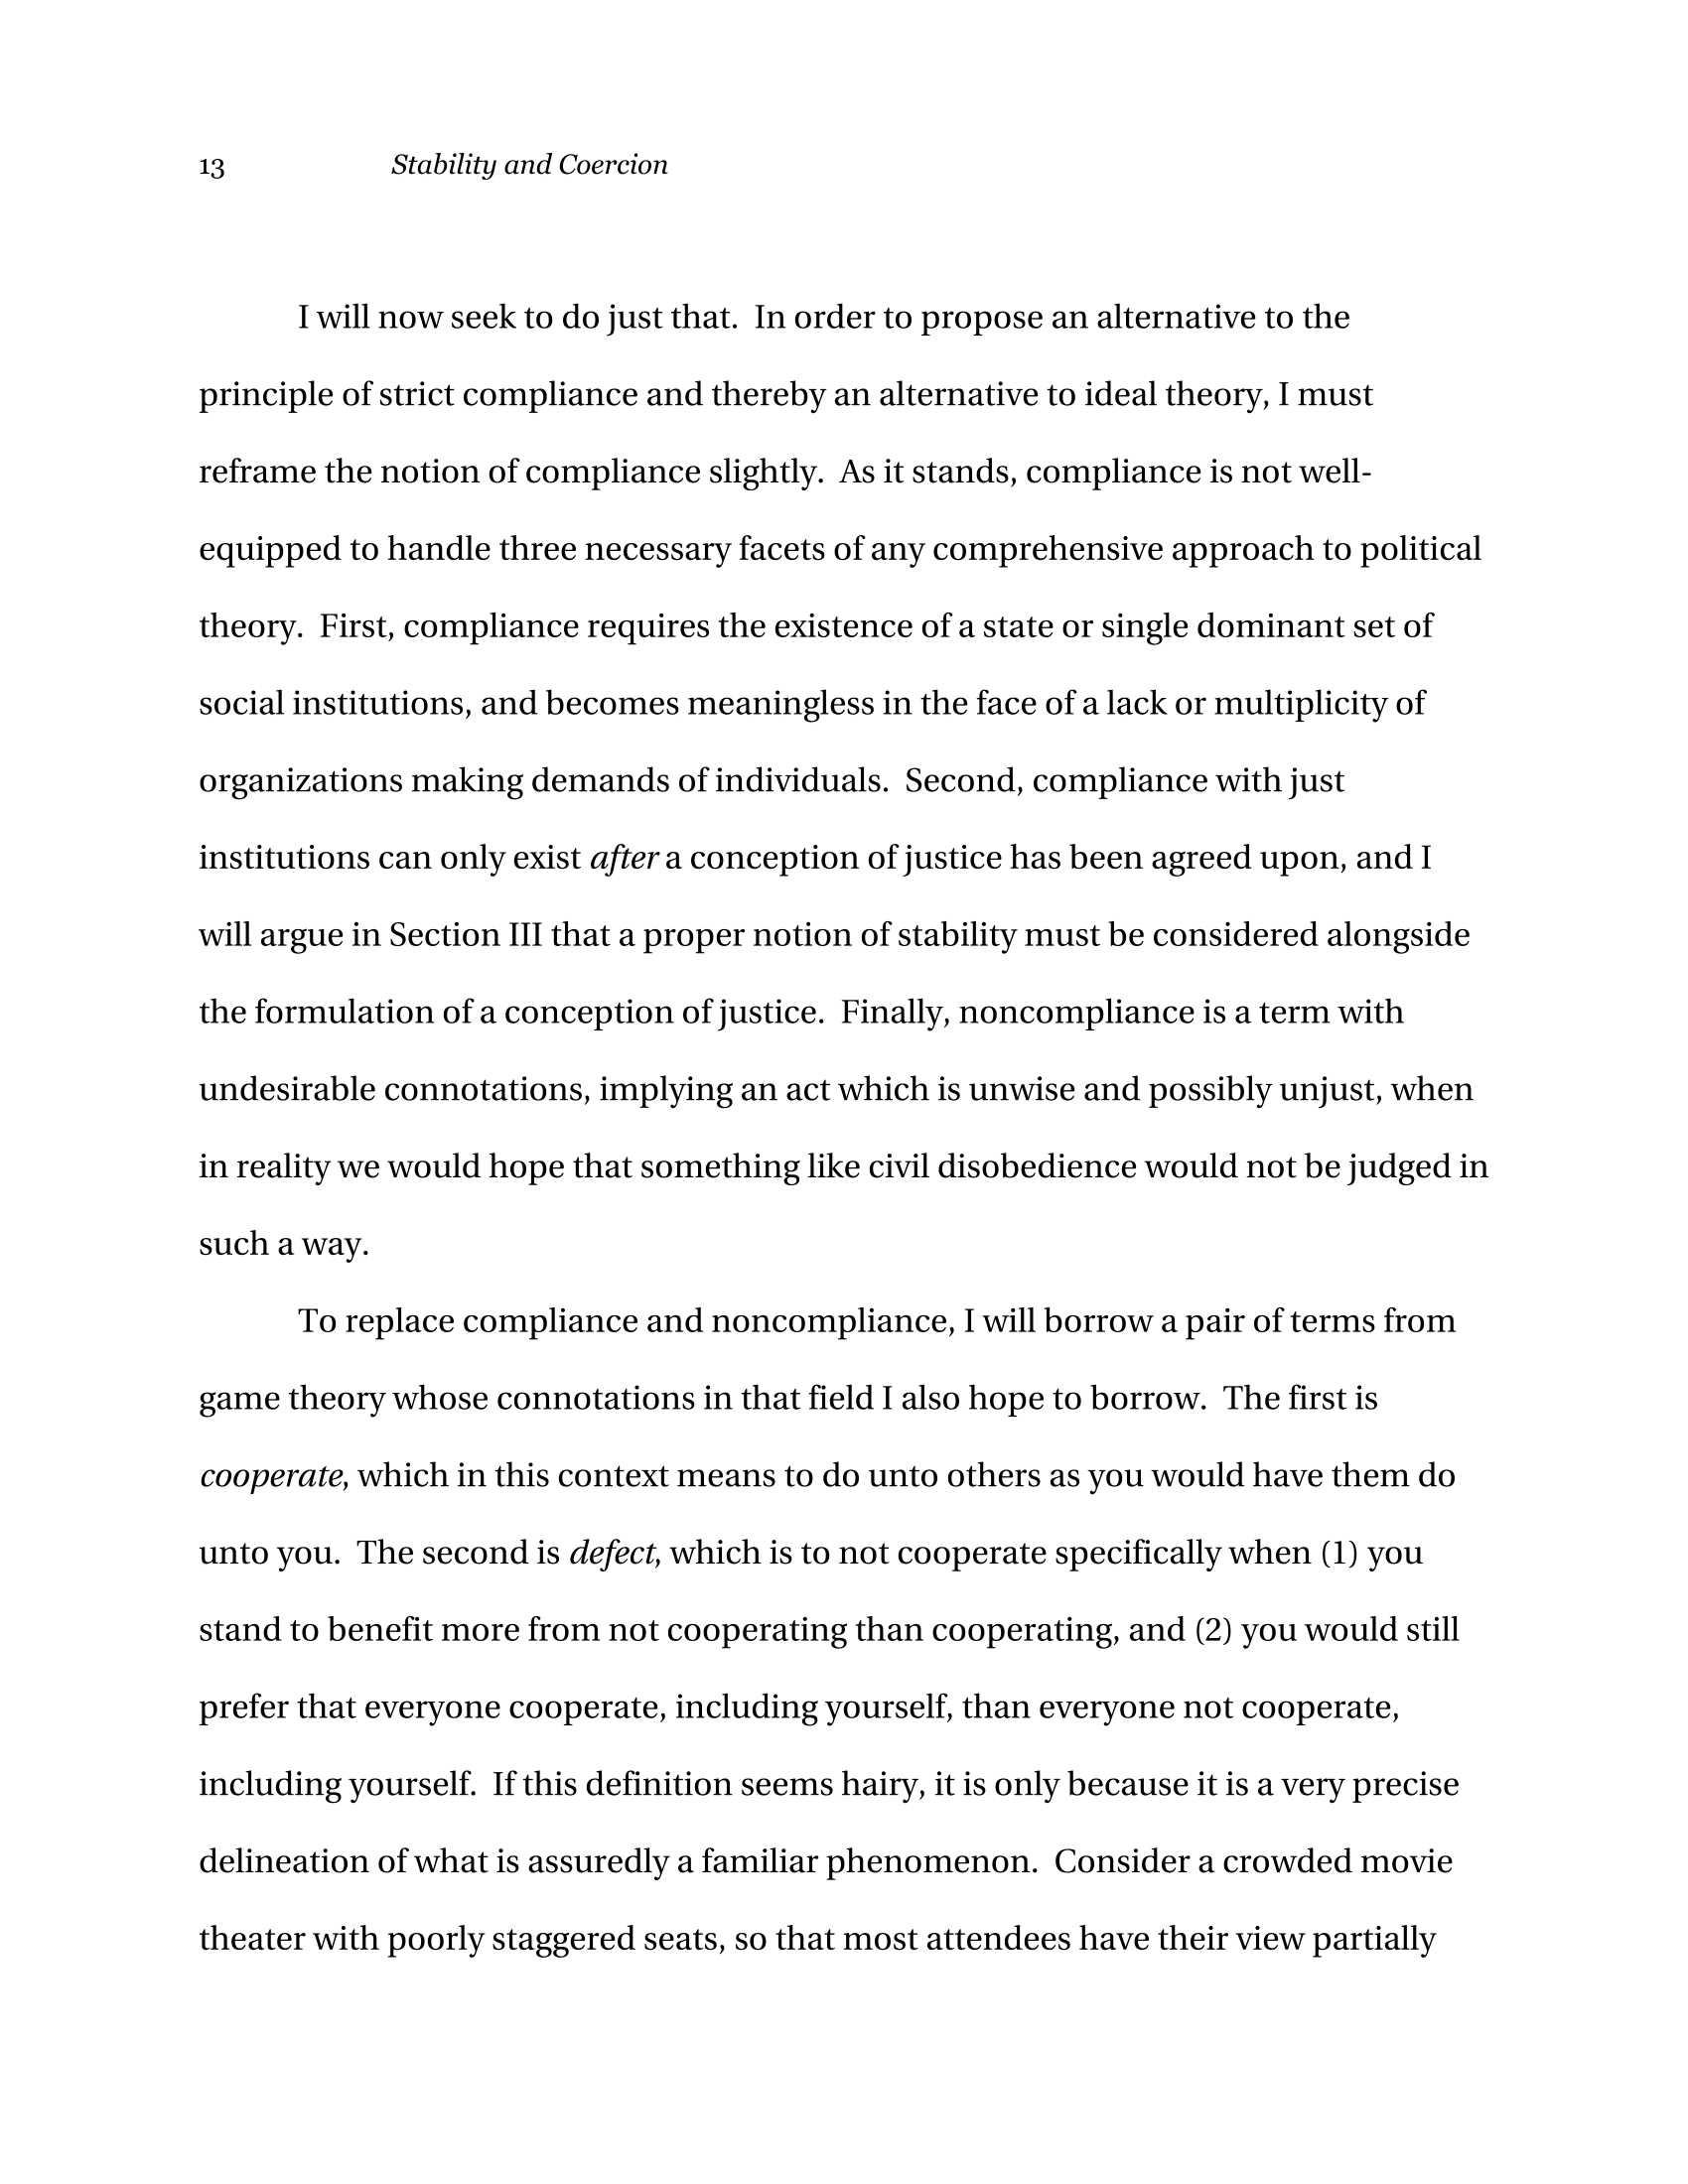 13 Stability and Coercion
I will now seek to do just that.  In order to propose an alternative to the
principle of strict compliance and thereby an alternative to ideal theory, I must
reframe the notion of compliance slightly.  As it stands, compliance is not well-
equipped to handle three necessary facets of any comprehensive approach to political
theory.  First, compliance requires the existence of a state or single dominant set of
social institutions, and becomes meaningless in the face of a lack or multiplicity of
organizations making demands of individuals.  Second, compliance with just
institutions can only exist after a conception of justice has been agreed upon, and I
will argue in Section III that a proper notion of stability must be considered alongside
the formulation of a conception of justice.  Finally, noncompliance is a term with
undesirable connotations, implying an act which is unwise and possibly unjust, when
in reality we would hope that something like civil disobedience would not be judged in
such a way.
To replace compliance and noncompliance, I will borrow a pair of terms from
game theory whose connotations in that field I also hope to borrow.  The first is
cooperate, which in this context means to do unto others as you would have them do
unto you.  The second is defect, which is to not cooperate specifically when (1) you
stand to benefit more from not cooperating than cooperating, and (2) you would still
prefer that everyone cooperate, including yourself, than everyone not cooperate,
including yourself.  If this definition seems hairy, it is only because it is a very precise
delineation of what is assuredly a familiar phenomenon.  Consider a crowded movie
theater with poorly staggered seats, so that most attendees have their view partially